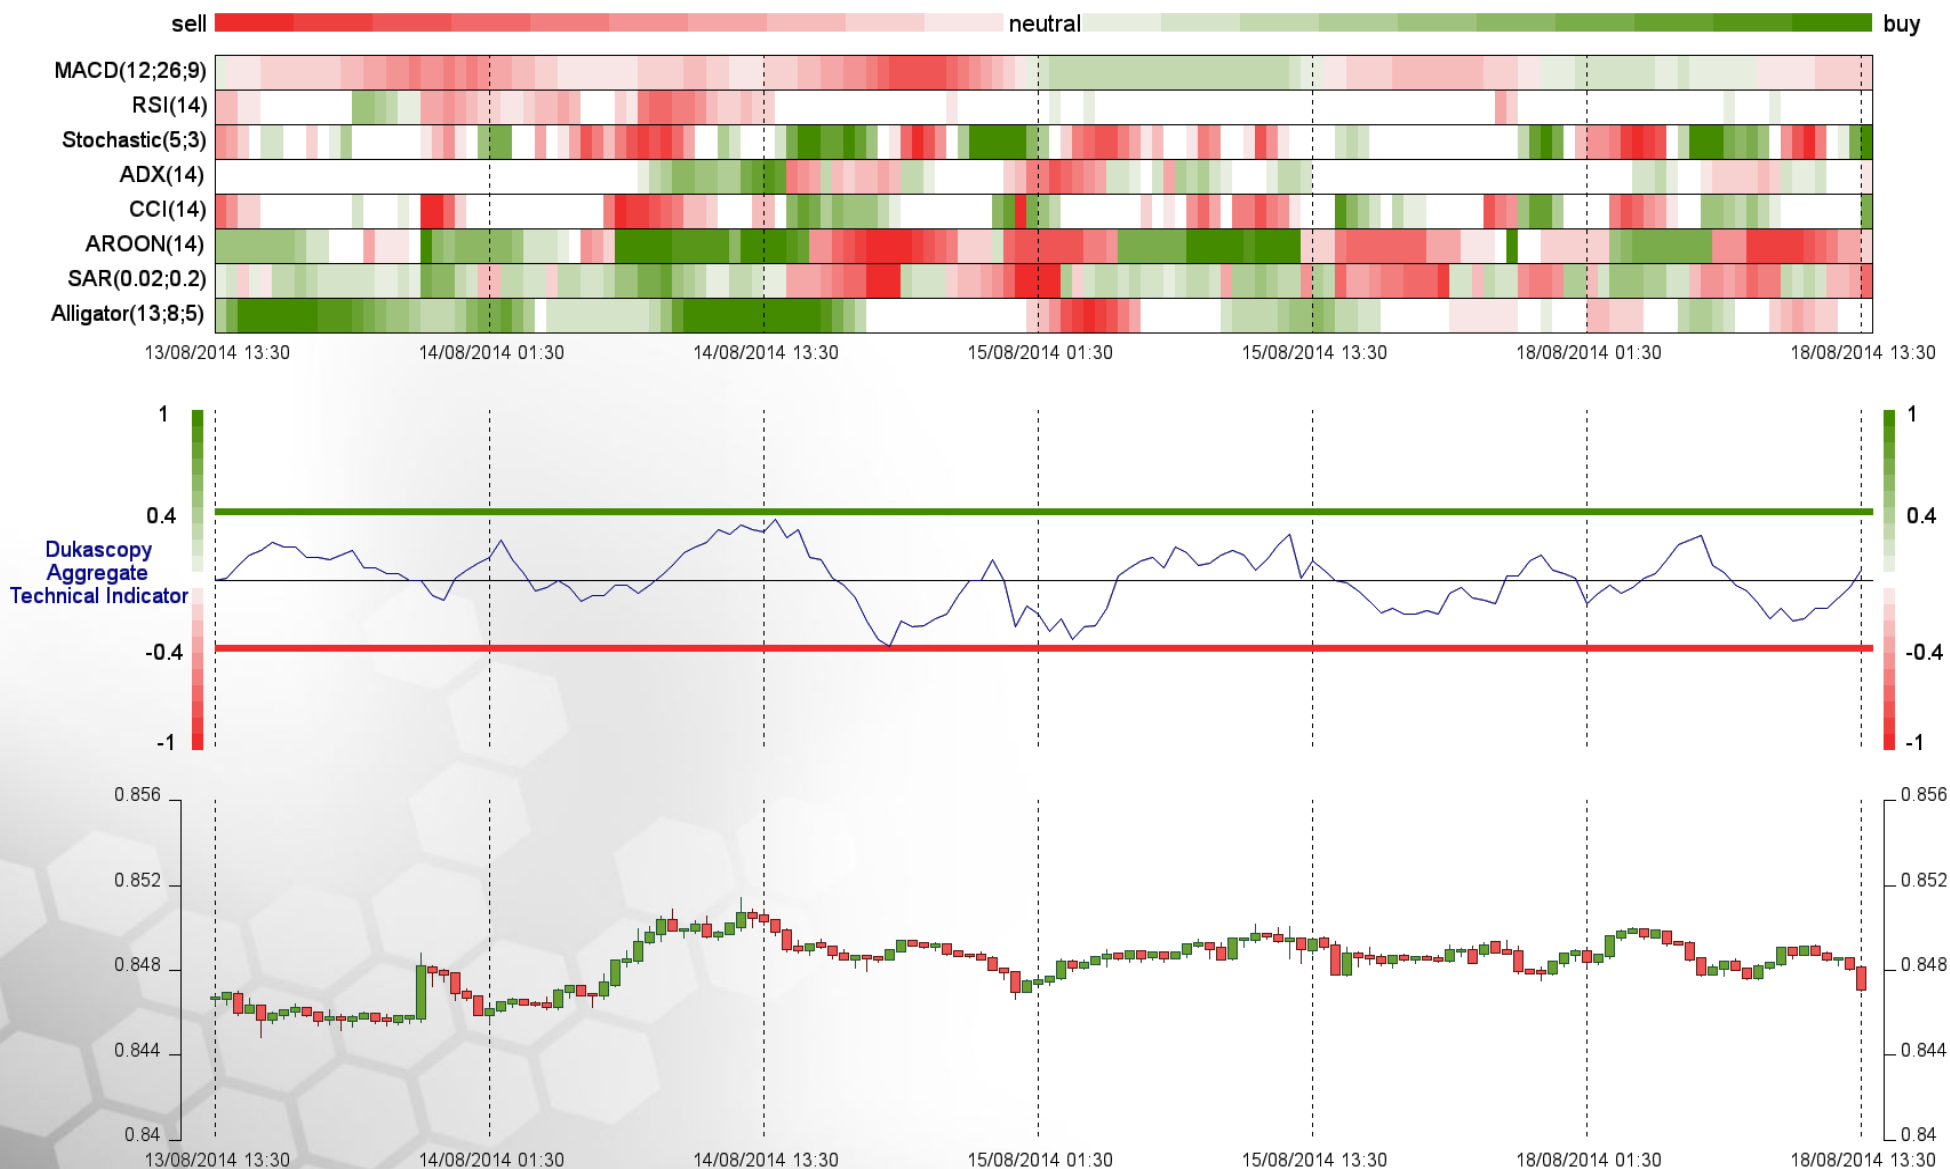 sell neutral buy
MACD(12;26;9)
RSI(14)
Stochastic(5;3)
ADX(14)
CCI(14)
AROON(14)
SAR(0.02;0.2)
Alligator(13;8;5)
13/08/2014 13:30 14/08/2014 01:30 14/08/2014 13:30 15/08/2014 01:30 15/08/2014 13:30 18/08/2014 01:30 18/08/2014 13:30
1 1
0.4 0.4
Dukascopy
Aggregate
Technical Indicator
-0.4 -0.4
-1 -1
0.856 0.856
0.852 0.852
0.848 0.848
0.844 0.844
0.84 0.84
13/08/2014 13:30 14/08/2014 01:30 14/08/2014 13:30 15/08/2014 01:30 15/08/2014 13:30 18/08/2014 01:30 18/08/2014 13:30